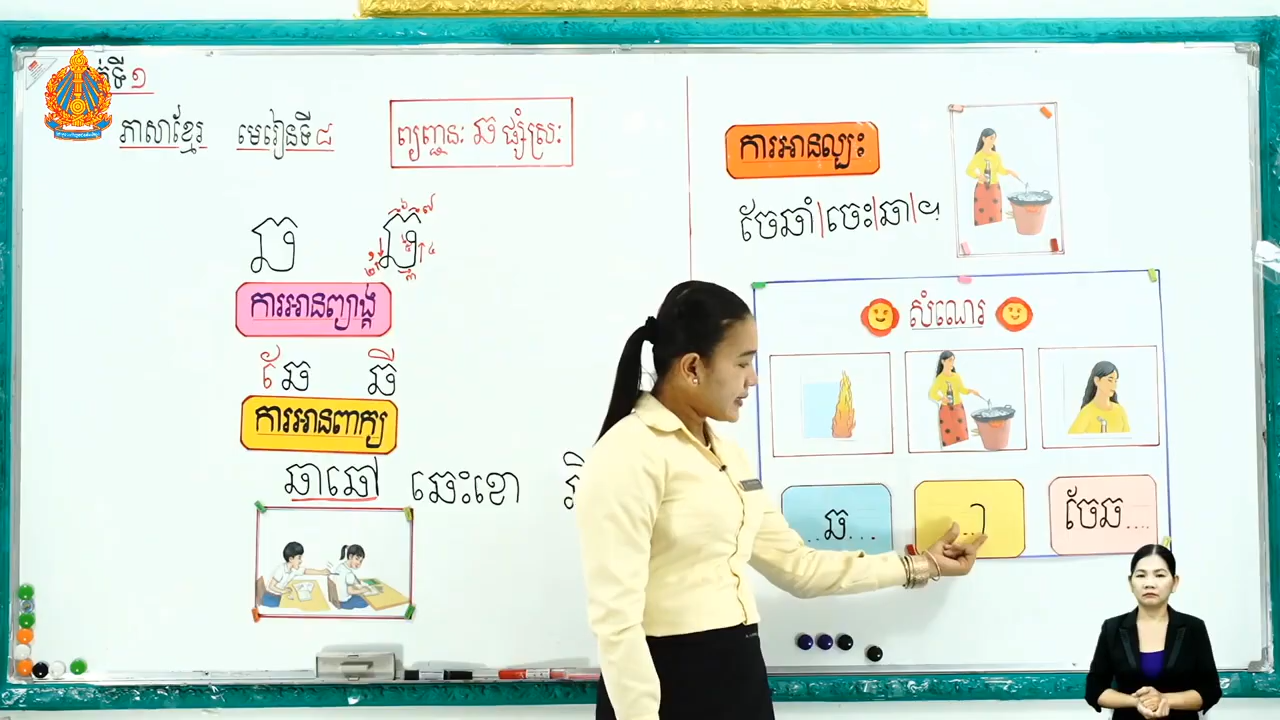 ទី១
ភាសាខ្មែរ មេរៀនទី៨
ព្យញ្ជនៈ ឆ ផ្សំស្រៈ
ឆ ឆ
ការអានព្យាង្គ
ឆែ ឆី
ការអានពាក្យ
ឆាឆៅ ឆេះខោ
ការអានល្បះ
ចែឆាំ|ចេះ|ឆា|។
សំណេរ
..ឆ...
..ា
ចែឆ....